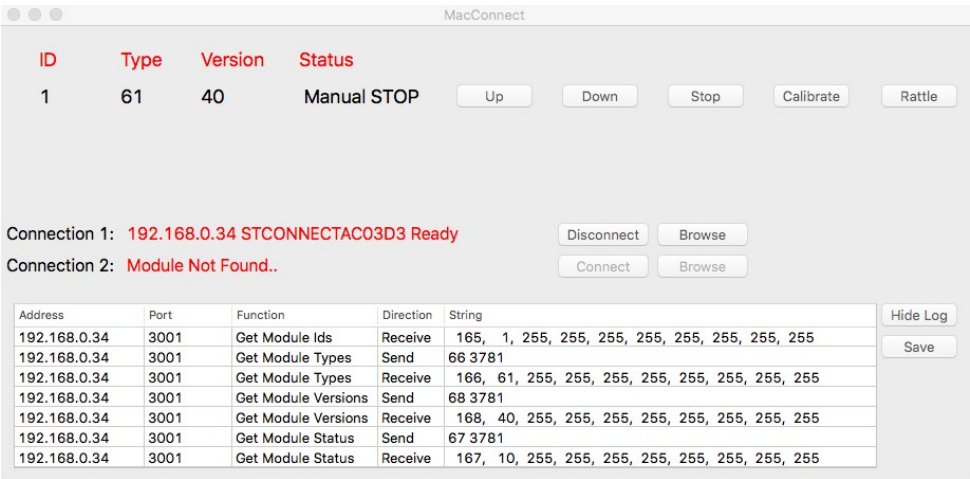 MacConnect
ID Type Version Status
1 61 40 Manual STOP Up Down Stop Calibrate Rattle
Connection 1: 192.168.0.34 STCONNECTAC03D3 Ready Disconnect Browse
Connection 2: Module Not Found.. Connect Browse
Address Port Function Direction String Hide Log
192.168.0.34 3001 Get Module Ids Receive 165, 1, 255, 255, 255, 255, 255, 255, 255, 255
Save
192.168.0.34 3001 Get Module Types Send 66 3781
192.168.0.34 3001 Get Module Types Receive 166, 61, 255, 255, 255, 255, 255, 255, 255, 255
192.168.0.34 3001 Get Module Versions Send 68 3781
192.168.0.34 3001 Get Module Versions Receive 168, 40, 255, 255, 255, 255, 255, 255, 255, 255
192.168.0.34 3001 Get Module Status Send 67 3781
192.168.0.34 3001 Get Module Status Receive 167, 10, 255, 255, 255, 255, 255, 255, 255, 255